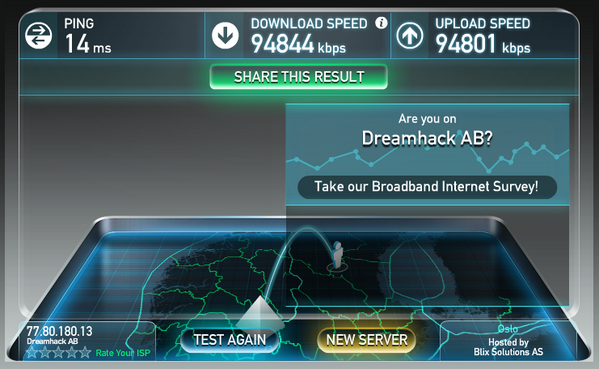 PING
14 ms
DOWNLOAD SPEED i
94844 kbps
UPLOAD SPEED
94801 kbps
SHARE THIS RESULT
Are you on
Dreamhack AB?
Take our Broadband Internet Survey!
77.80.180.13
Dreamhack AB
Rate Your ISP
TEST AGAIN
NEW SERVER
Oslo
Hosted by
Blix Solutions AS